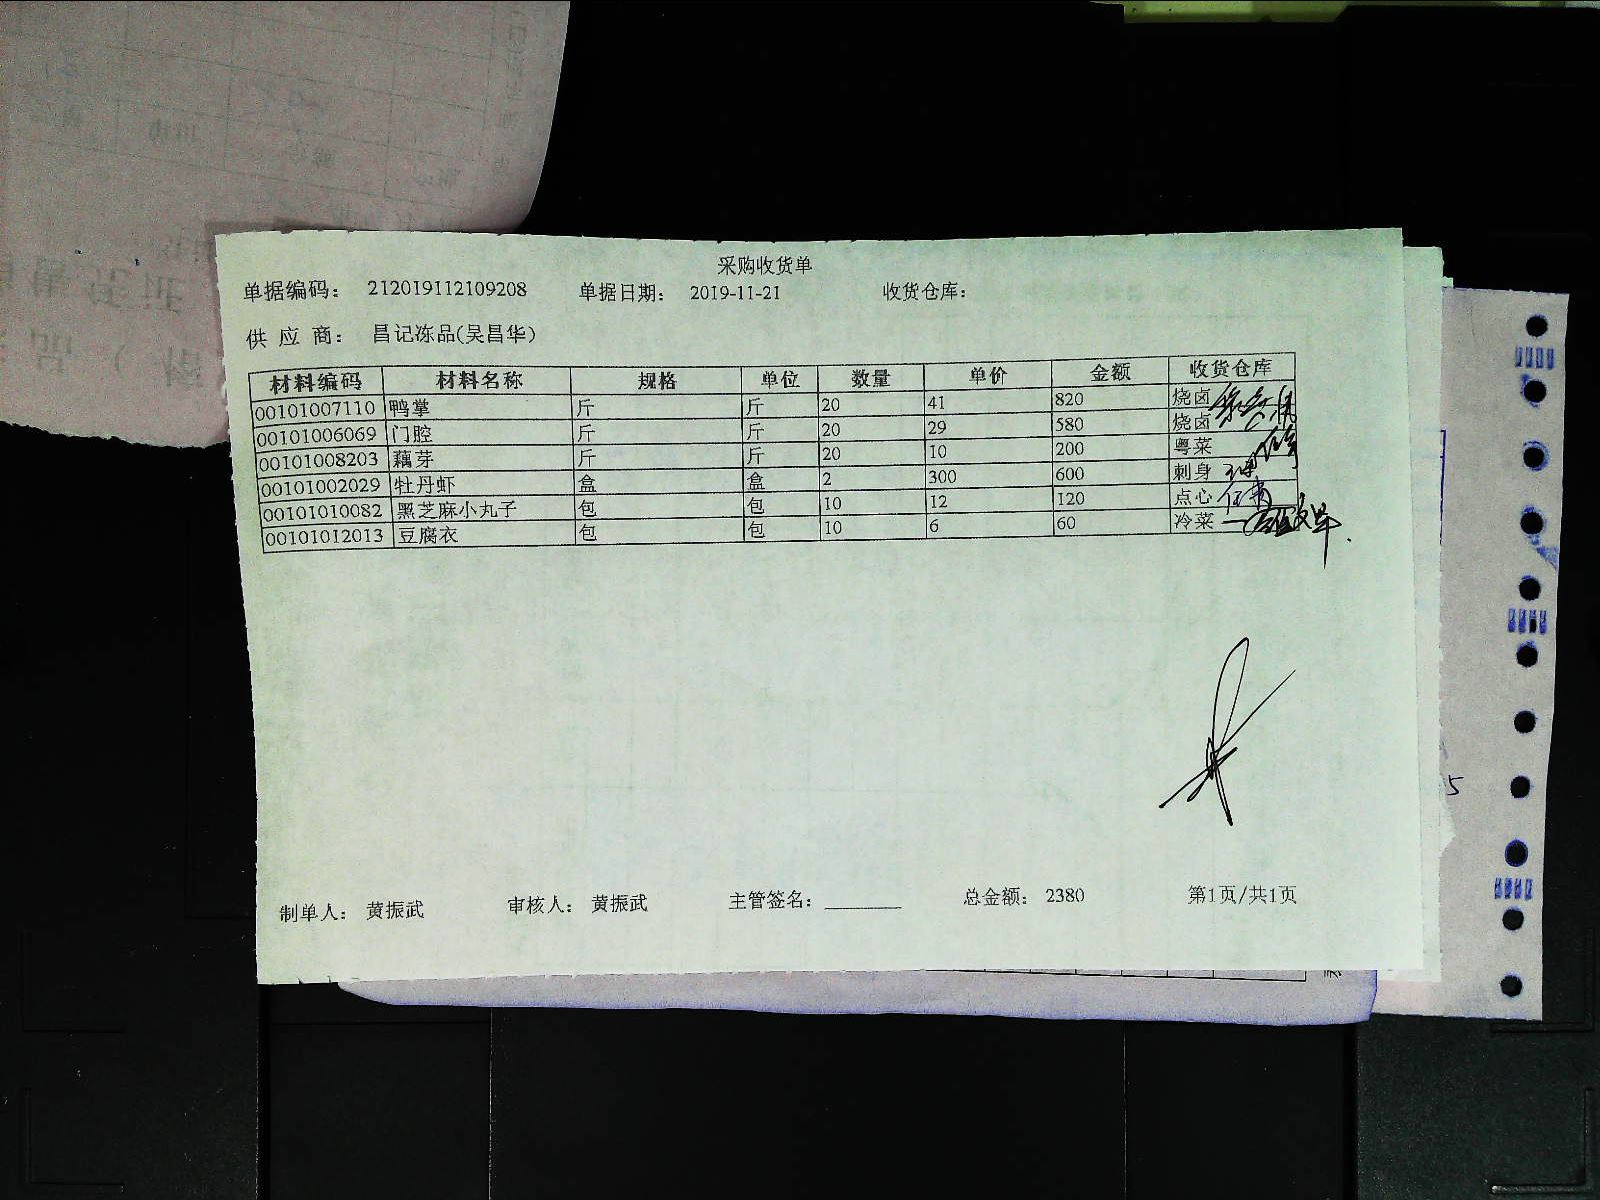 采购收货单
单据编码： 212019112109208 单据日期： 2019-11-21 收货仓库：
供 应 商： 昌记冻品(吴昌华)
材料编码 材料名称 规格 单位 数量 单价 金额 收货仓库
00101007110 鸭掌 斤 斤 20 41 820 烧卤
00101006069 门腔 斤 斤 20 29 580 烧卤
00101008203 藕芽 斤 斤 20 10 200 粤菜
00101002029 牡丹虾 盒 盒 2 300 600 刺身
00101010082 黑芝麻小丸子 包 包 10 12 120 点心
00101012013 豆腐衣 包 包 10 6 60 冷菜
制单人： 黄振武 审核人： 黄振武 主管签名： 总金额： 2380 第1页/共1页